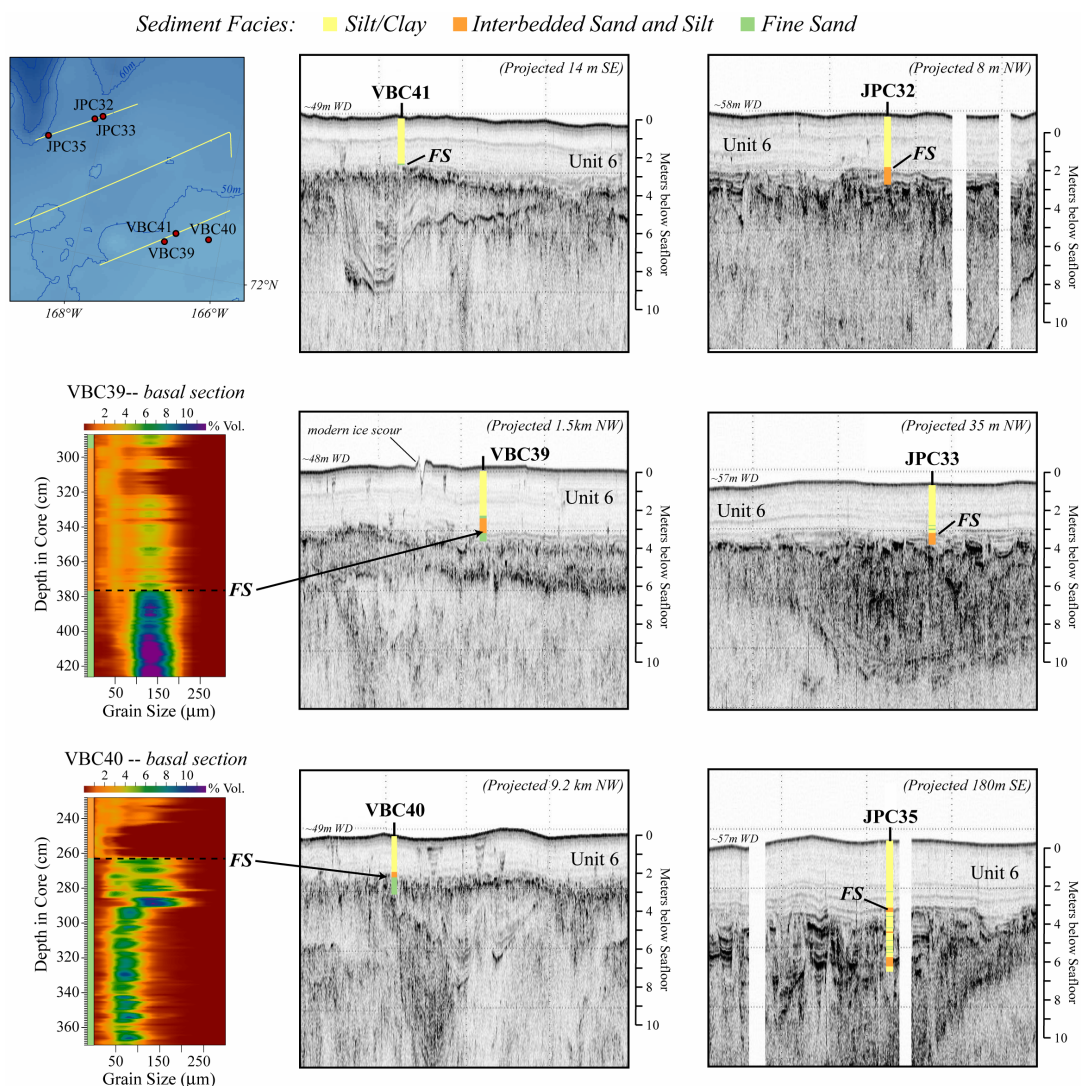 Sediment Facies: Silt/Clay Interbedded Sand and Silt Fine Sand
60m
JPC32
JPC33
JPC35
50m
VBC41
VBC40
VBC39
72°N
168°W 166°W
(Projected 14 m SE)
VBC41
~49m WD
FS
Unit 6
0
2
4
6
8
10
Meters below Seafloor
(Projected 8 m NW)
JPC32
~58m WD
Unit 6
FS
0
2
4
6
8
10
Meters below Seafloor
VBC39-- basal section
2 4 6 8 10
% Vol.
300
320
340
360
380
400
420
Depth in Core (cm)
FS
50 150 250
Grain Size (µm)
(Projected 1.5km NW)
modern ice scour
VBC39
~48m WD
Unit 6
0
2
4
6
8
10
Meters below Seafloor
(Projected 35 m NW)
JPC33
~57m WD
Unit 6
FS
0
2
4
6
8
10
Meters below Seafloor
VBC40 -- basal section
2 4 6 8 10
% Vol.
240
260
280
300
320
340
360
Depth in Core (cm)
FS
50 150 250
Grain Size (µm)
(Projected 9.2 km NW)
VBC40
~49m WD
Unit 6
0
2
4
6
8
10
Meters below Seafloor
(Projected 180m SE)
JPC35
~57m WD
Unit 6
FS
0
2
4
6
8
10
Meters below Seafloor